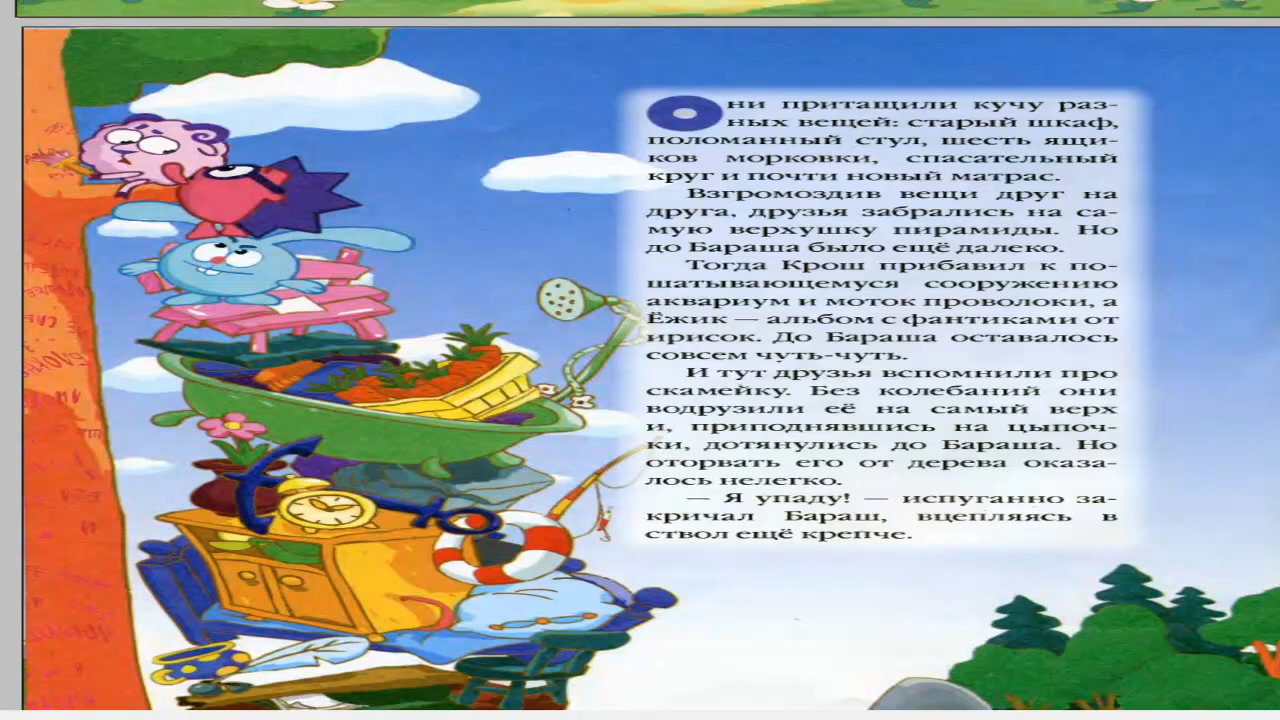 Они притащили кучу раз-
ных вещей: старый шкаф,
поломанный стул, шесть ящи-
ков морковки, спасательный
круг и почти новый матрас.
Взгромоздив вещи друг на
друга, друзья забрались на са-
мую верхушку пирамиды. Но
до Бараша было ещё далеко.
Тогда Крош прибавил к по-
шатывающемуся сооружению
аквариум и моток проволоки, а
Ёжик — альбом с фантиками от
ирисок. До Бараша оставалось
совсем чуть-чуть.
И тут друзья вспомнили про
скамейку. Без колебаний они
водрузили её на самый верх
и, приподнявшись на цыпоч-
ки, дотянулись до Бараша. Но
оторвать его от дерева оказа-
лось нелегко.
— Я упаду! — испуганно за-
кричал Бараш, вцепляясь в
ствол ещё крепче.